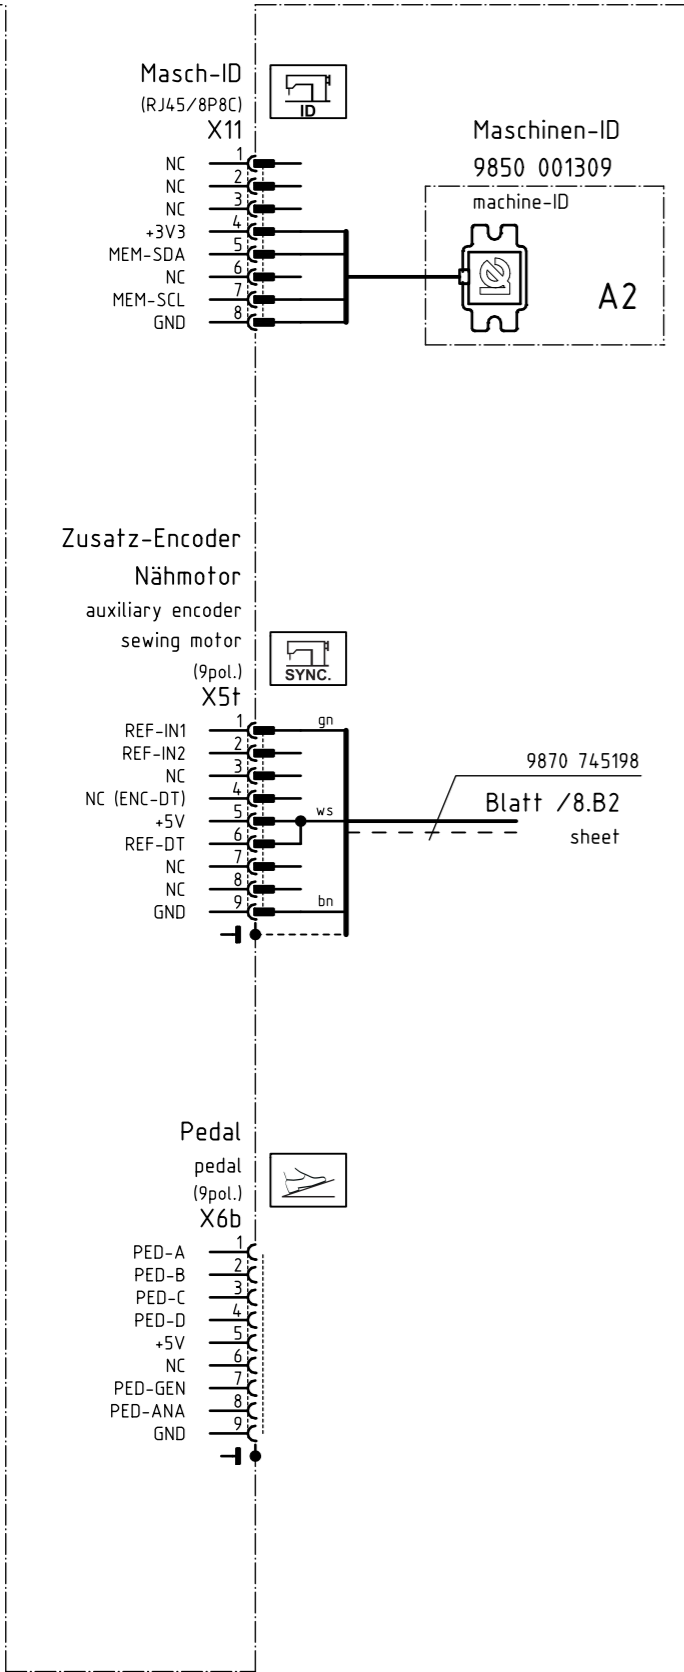 Masch-ID
(RJ45/8P8C)
X11
ID
NC 1
NC 2
NC 3
+3V3 4
MEM-SDA 5
NC 6
MEM-SCL 7
GND 8
Maschinen-ID
9850 001309
machine-ID
A2
Zusatz-Encoder
Nähmotor
auxiliary encoder
sewing motor
(9pol.)
X5t
SYNC.
REF-IN1 1 gn
REF-IN2 2
NC 3
NC (ENC-DT) 4
+5V 5 ws
REF-DT 6
NC 7
NC 8
GND 9 bn
9870 745198
Blatt /8.B2
sheet
Pedal
pedal
(9pol.)
X6b
PED-A 1
PED-B 2
PED-C 3
PED-D 4
+5V 5
NC 6
PED-GEN 7
PED-ANA 8
GND 9